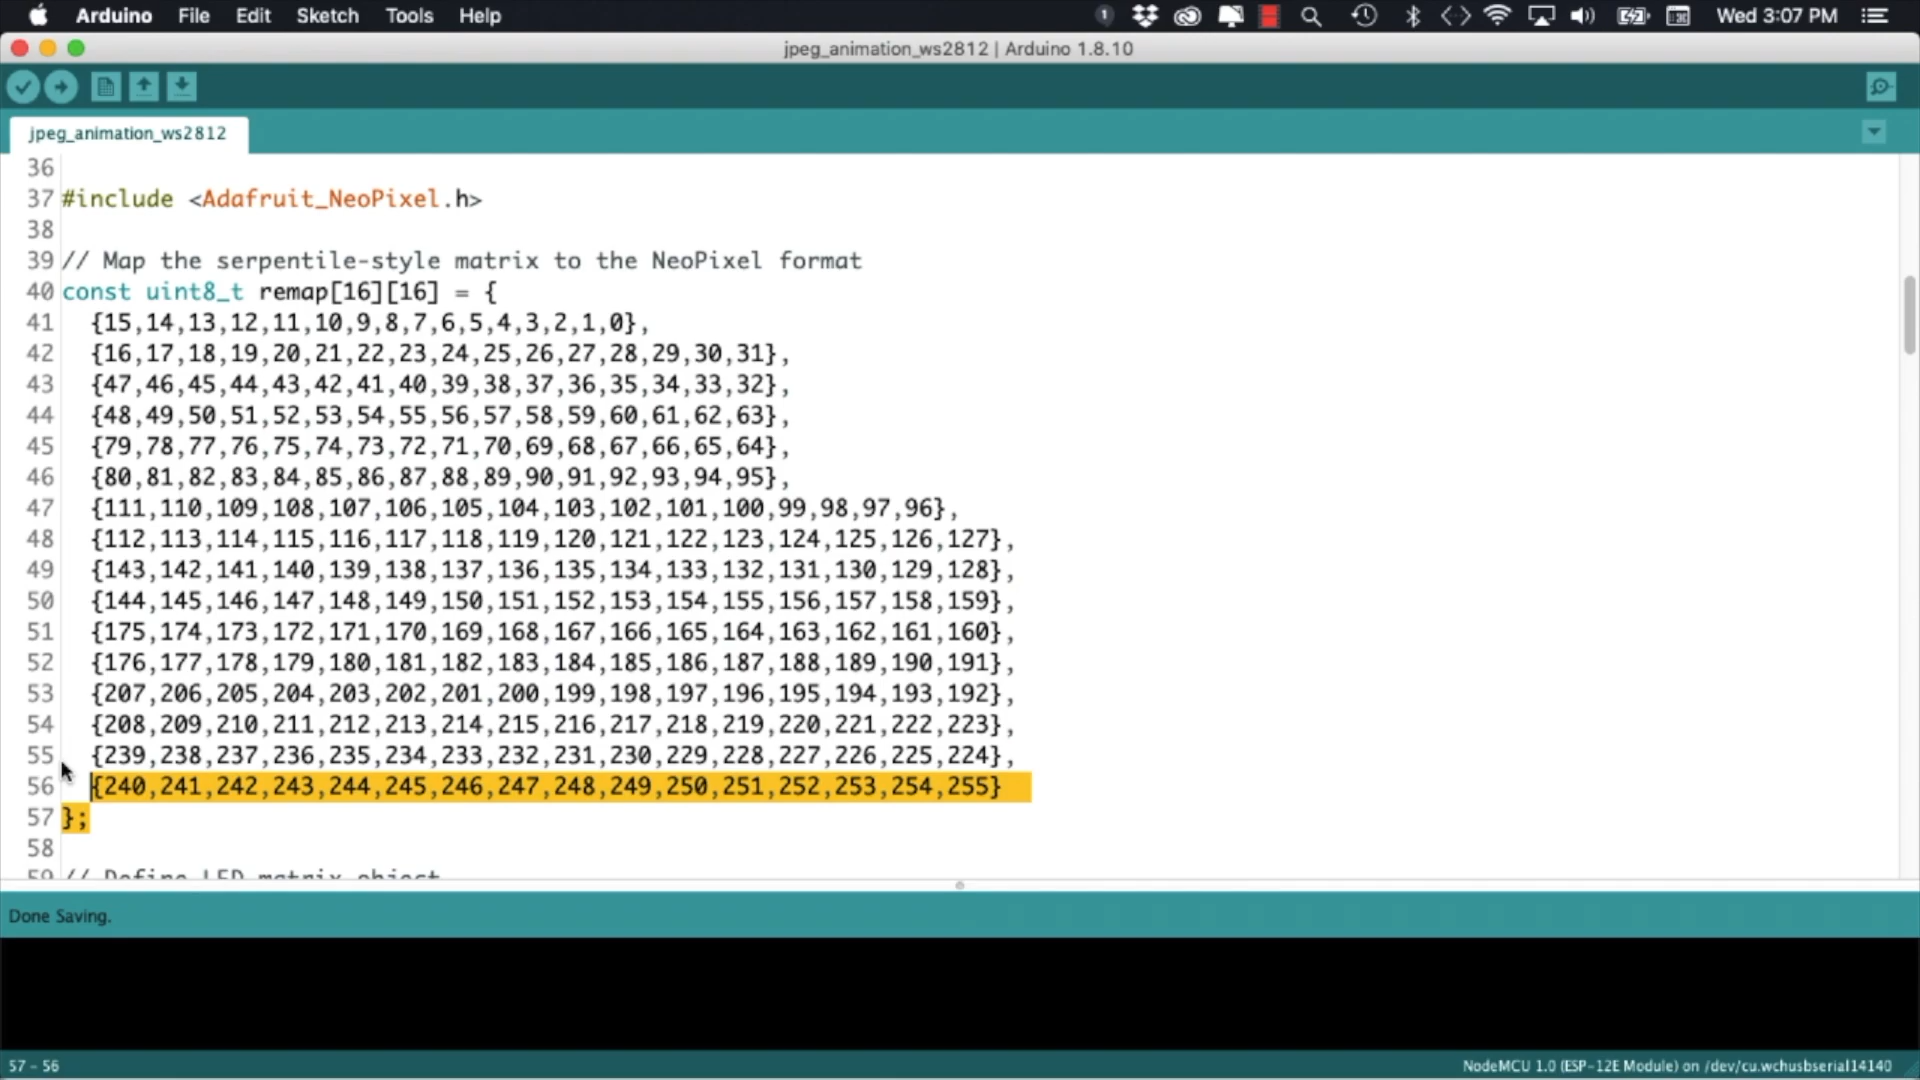 Arduino File Edit Sketch Tools Help Wed 3:07 PM
jpeg_animation_ws2812 | Arduino 1.8.10
jpeg_animation_ws2812
36
37 #include <Adafruit_NeoPixel.h>
38
39 // Map the serpentile-style matrix to the NeoPixel format
40 const uint8_t remap[16][16] = {
41 {15,14,13,12,11,10,9,8,7,6,5,4,3,2,1,0},
42 {16,17,18,19,20,21,22,23,24,25,26,27,28,29,30,31},
43 {47,46,45,44,43,42,41,40,39,38,37,36,35,34,33,32},
44 {48,49,50,51,52,53,54,55,56,57,58,59,60,61,62,63},
45 {79,78,77,76,75,74,73,72,71,70,69,68,67,66,65,64},
46 {80,81,82,83,84,85,86,87,88,89,90,91,92,93,94,95},
47 {111,110,109,108,107,106,105,104,103,102,101,100,99,98,97,96},
48 {112,113,114,115,116,117,118,119,120,121,122,123,124,125,126,127},
49 {143,142,141,140,139,138,137,136,135,134,133,132,131,130,129,128},
50 {144,145,146,147,148,149,150,151,152,153,154,155,156,157,158,159},
51 {175,174,173,172,171,170,169,168,167,166,165,164,163,162,161,160},
52 {176,177,178,179,180,181,182,183,184,185,186,187,188,189,190,191},
53 {207,206,205,204,203,202,201,200,199,198,197,196,195,194,193,192},
54 {208,209,210,211,212,213,214,215,216,217,218,219,220,221,222,223},
55 {239,238,237,236,235,234,233,232,231,230,229,228,227,226,225,224},
56 {240,241,242,243,244,245,246,247,248,249,250,251,252,253,254,255}
57 };
58
59 // Define LED matrix object
Done Saving.
57 - 56 NodeMCU 1.0 (ESP-12E Module) on /dev/cu.wchusbserial14140